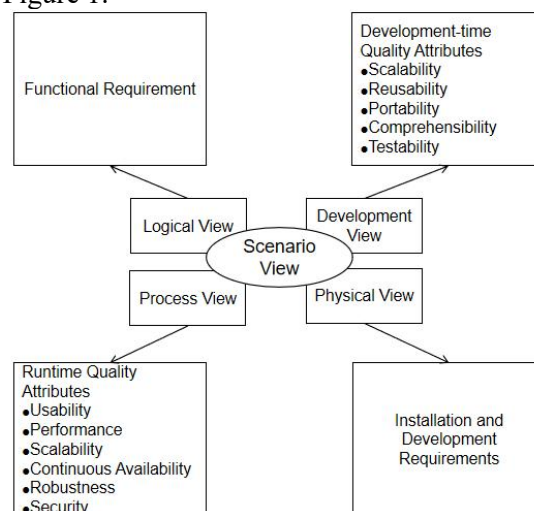 Figure 1.
Functional Requirement
Development-time
Quality Attributes
●Scalability
●Reusability
●Portability
●Comprehensibility
●Testability
Logical View
Development
View
Scenario
View
Process View
Physical View
Runtime Quality
Attributes
●Usability
●Performance
●Scalability
●Continuous Availability
●Robustness
●Security
Installation and
Development
Requirements